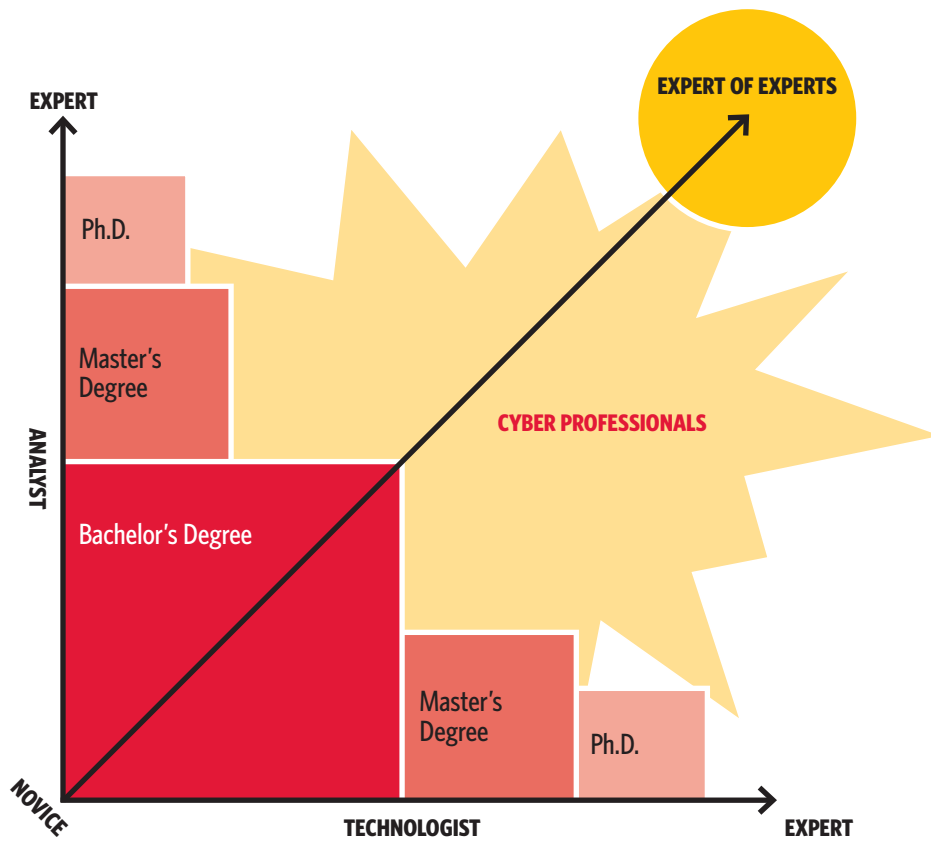 EXPERT OF EXPERTS
EXPERT
Ph.D.
Master’s
Degree
CYBER PROFESSIONALS
ANALYST
Bachelor’s Degree
Master’s
Degree
Ph.D.
NOVICE
TECHNOLOGIST
EXPERT